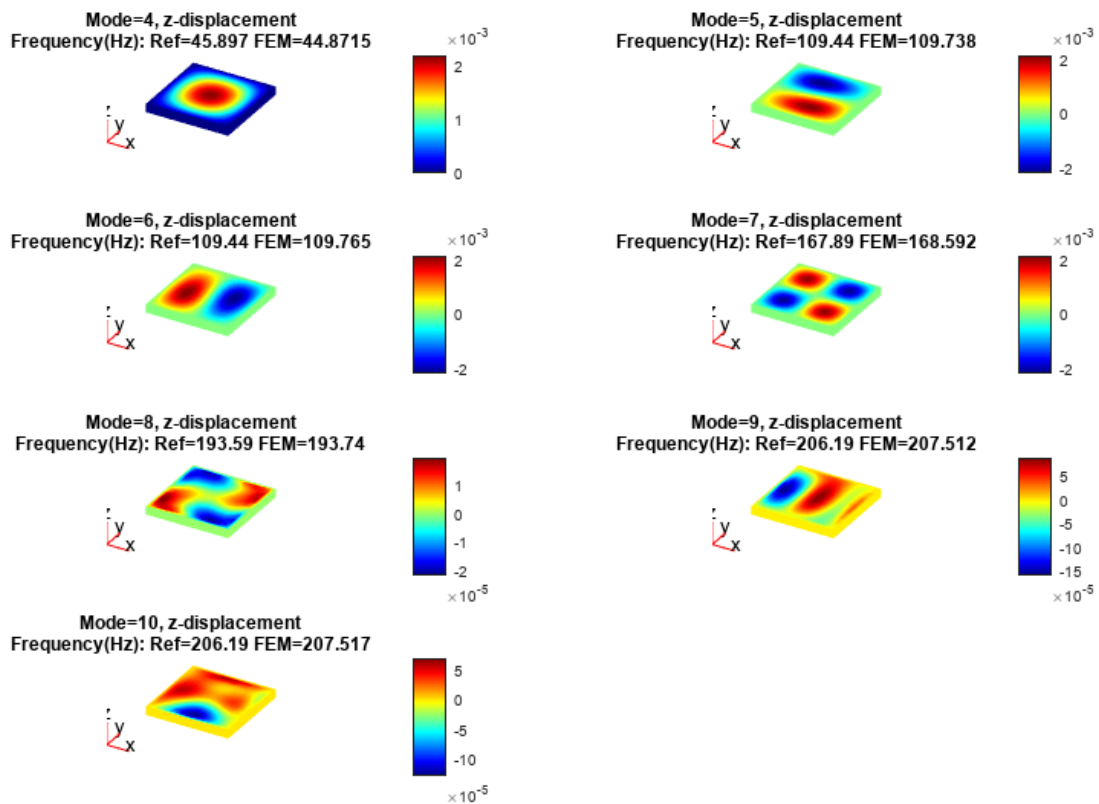 Mode=4, z-displacement
Frequency(Hz): Ref=45.897 FEM=44.8715
×10-3
2
1
0
z
y
x
Mode=5, z-displacement
Frequency(Hz): Ref=109.44 FEM=109.738
×10-3
2
0
-2
z
y
x
Mode=6, z-displacement
Frequency(Hz): Ref=109.44 FEM=109.765
×10-3
2
0
-2
z
y
x
Mode=7, z-displacement
Frequency(Hz): Ref=167.89 FEM=168.592
×10-3
2
0
-2
z
y
x
Mode=8, z-displacement
Frequency(Hz): Ref=193.59 FEM=193.74
1
0
-1
-2
×10-5
z
y
x
Mode=9, z-displacement
Frequency(Hz): Ref=206.19 FEM=207.512
5
0
-5
-10
-15
×10-5
z
y
x
Mode=10, z-displacement
Frequency(Hz): Ref=206.19 FEM=207.517
5
0
-5
-10
×10-5
z
y
x